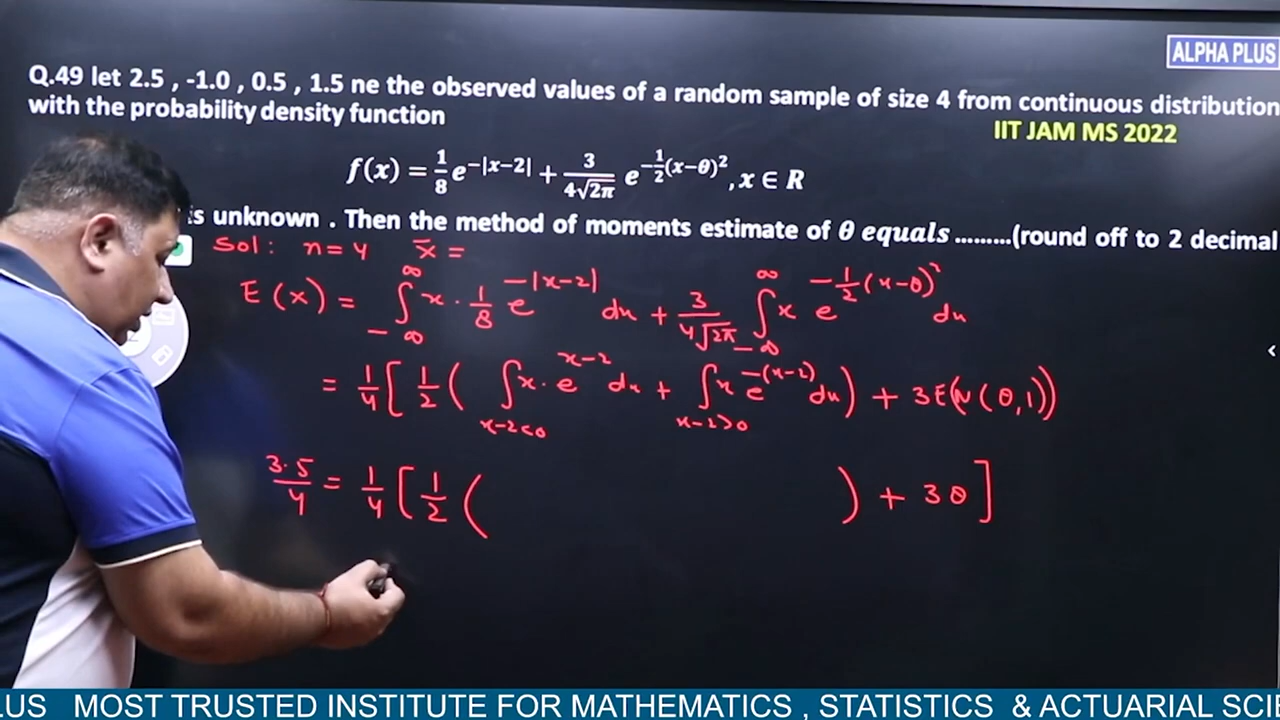 ALPHA PLUS
Q.49 let 2.5 , -1.0 , 0.5 , 1.5 ne the observed values of a random sample of size 4 from continuous distribution
with the probability density function
IIT JAM MS 2022
f(x) = 1/8 e^{-|x-2|} + 3/(4√2π) e^{-1/2(x-θ)^2} , x ∈ R
is unknown . Then the method of moments estimate of θ equals .........(round off to 2 decimal
Sol: n=4 x̄ =
E(x) = ∫_{-∞}^{∞} x · 1/8 e^{-|x-2|} dx + 3/(4√2π) ∫_{-∞}^{∞} x e^{-1/2(x-θ)^2} dx
= 1/4 [ 1/2 ( ∫_{x-2<0} x · e^{x-2} dx + ∫_{x-2>0} x e^{-(x-2)} dx ) + 3E(N(θ,1))
3.5/4 = 1/4 [ 1/2 ( ) + 3θ ]
US MOST TRUSTED INSTITUTE FOR MATHEMATICS , STATISTICS & ACTUARIAL SCI